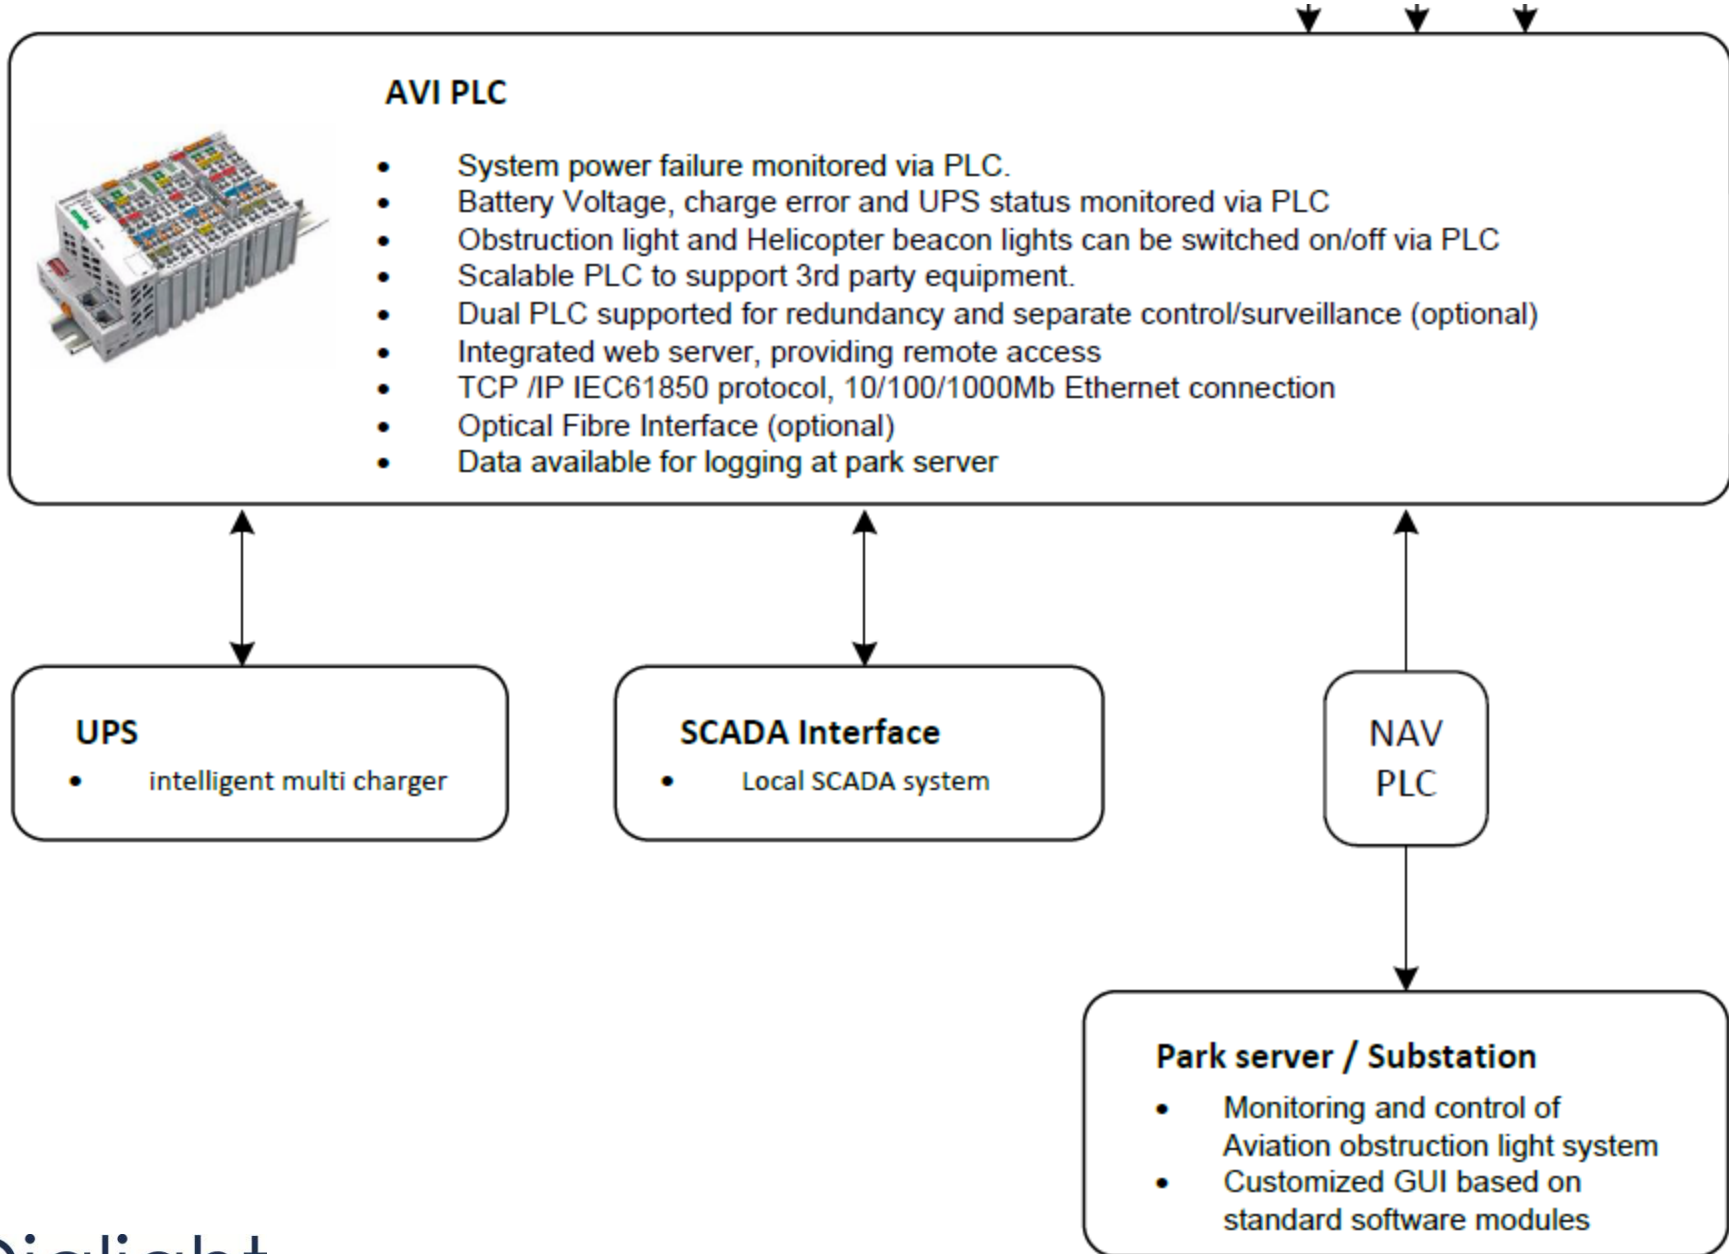 AVI PLC
• System power failure monitored via PLC.
• Battery Voltage, charge error and UPS status monitored via PLC
• Obstruction light and Helicopter beacon lights can be switched on/off via PLC
• Scalable PLC to support 3rd party equipment.
• Dual PLC supported for redundancy and separate control/surveillance (optional)
• Integrated web server, providing remote access
• TCP /IP IEC61850 protocol, 10/100/1000Mb Ethernet connection
• Optical Fibre Interface (optional)
• Data available for logging at park server
UPS
• intelligent multi charger
SCADA Interface
• Local SCADA system
NAV
PLC
Park server / Substation
• Monitoring and control of
Aviation obstruction light system
• Customized GUI based on
standard software modules